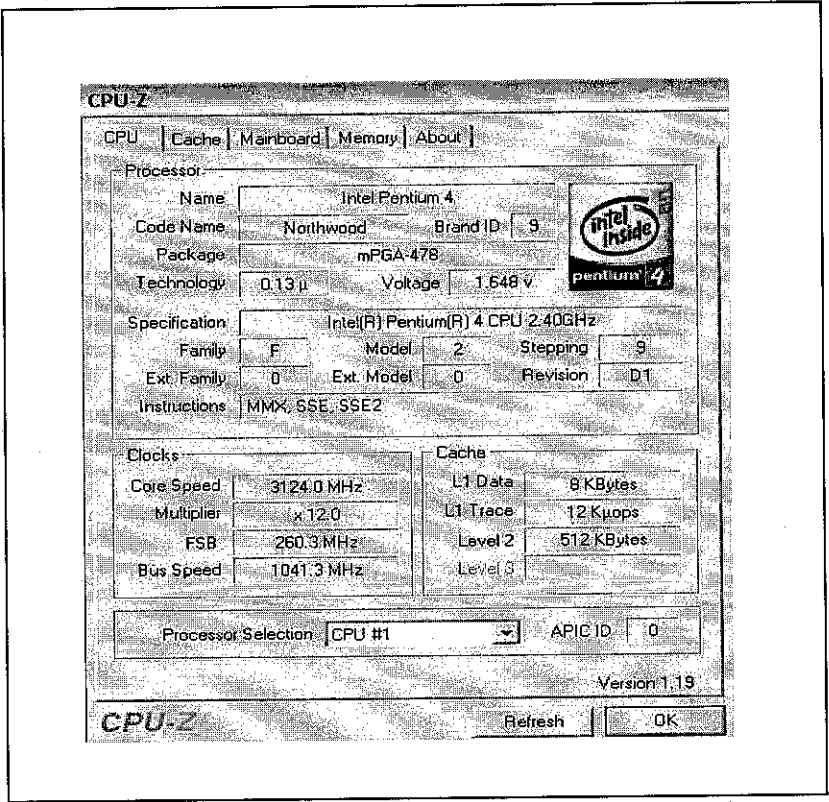 CPU-Z
CPU Cache Mainboard Memory About
Processor
Name Intel Pentium 4
Code Name Northwood Brand ID 9
Package mPGA-478
Technology 0.13 µ Voltage 1.648 v
intel inside
pentium 4
Specification Intel(R) Pentium(R) 4 CPU 2.40GHz
Family F Model 2 Stepping 9
Ext. Family 0 Ext. Model 0 Revision D1
Instructions MMX, SSE, SSE2
Clocks
Core Speed 3124.0 MHz
Multiplier x 12.0
FSB 260.3 MHz
Bus Speed 1041.3 MHz
Cache
L1 Data 8 KBytes
L1 Trace 12 Kµops
Level 2 512 KBytes
Level 3
Processor Selection CPU #1 APIC ID 0
Version 1.19
CPU-Z Refresh OK